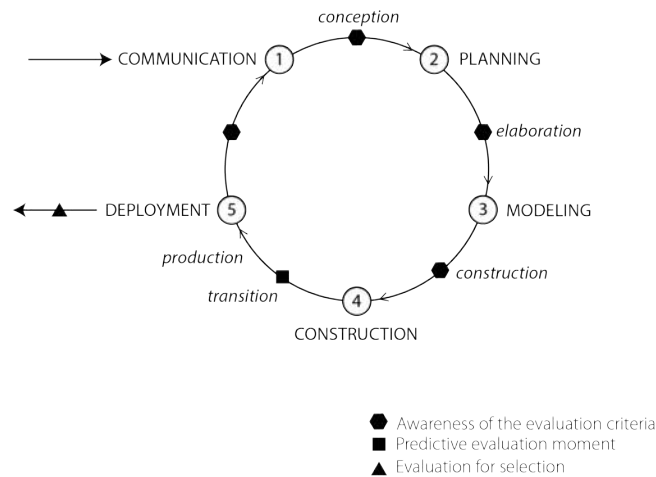 conception
COMMUNICATION
1
2
PLANNING
elaboration
DEPLOYMENT
5
3
MODELING
production
construction
transition
4
CONSTRUCTION
Awareness of the evaluation criteria
Predictive evaluation moment
Evaluation for selection